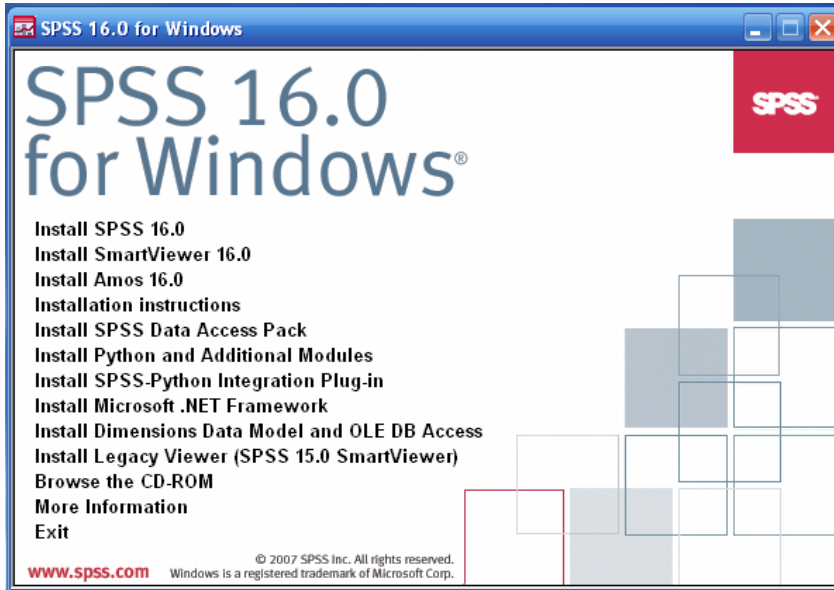 SPSS 16.0 for Windows
SPSS 16.0
for Windows®
SPSS
Install SPSS 16.0
Install SmartViewer 16.0
Install Amos 16.0
Installation instructions
Install SPSS Data Access Pack
Install Python and Additional Modules
Install SPSS-Python Integration Plug-in
Install Microsoft .NET Framework
Install Dimensions Data Model and OLE DB Access
Install Legacy Viewer (SPSS 15.0 SmartViewer)
Browse the CD-ROM
More Information
Exit
© 2007 SPSS Inc. All rights reserved.
www.spss.com Windows is a registered trademark of Microsoft Corp.